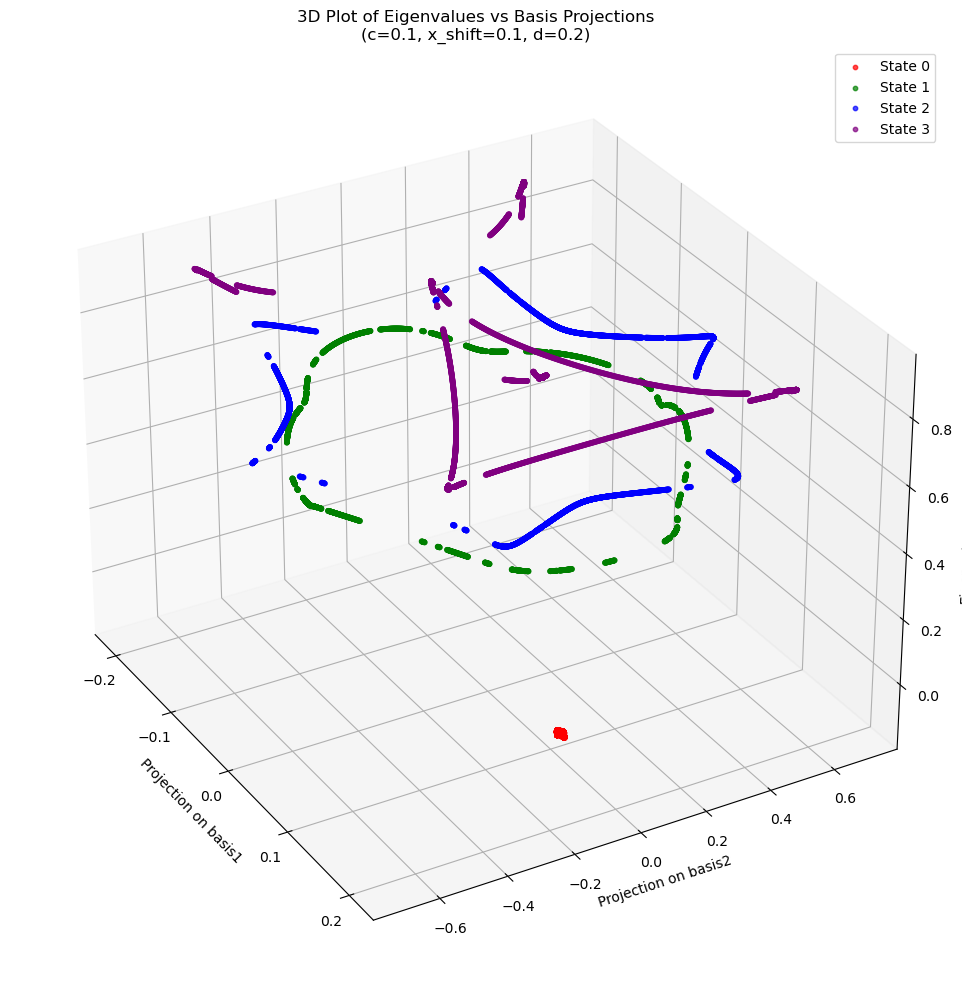 3D Plot of Eigenvalues vs Basis Projections
(c=0.1, x_shift=0.1, d=0.2)
State 0
State 1
State 2
State 3
0.8
0.6
0.4
0.2
0.0
−0.2
−0.1
0.0
0.1
0.2
Projection on basis1
−0.6
−0.4
−0.2
0.0
0.2
0.4
0.6
Projection on basis2